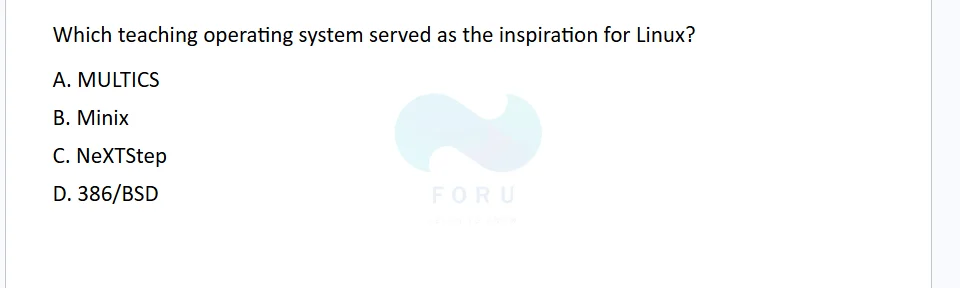 Which teaching operating system served as the inspiration for Linux?
A. MULTICS
B. Minix
C. NeXTStep
D. 386/BSD
FORU